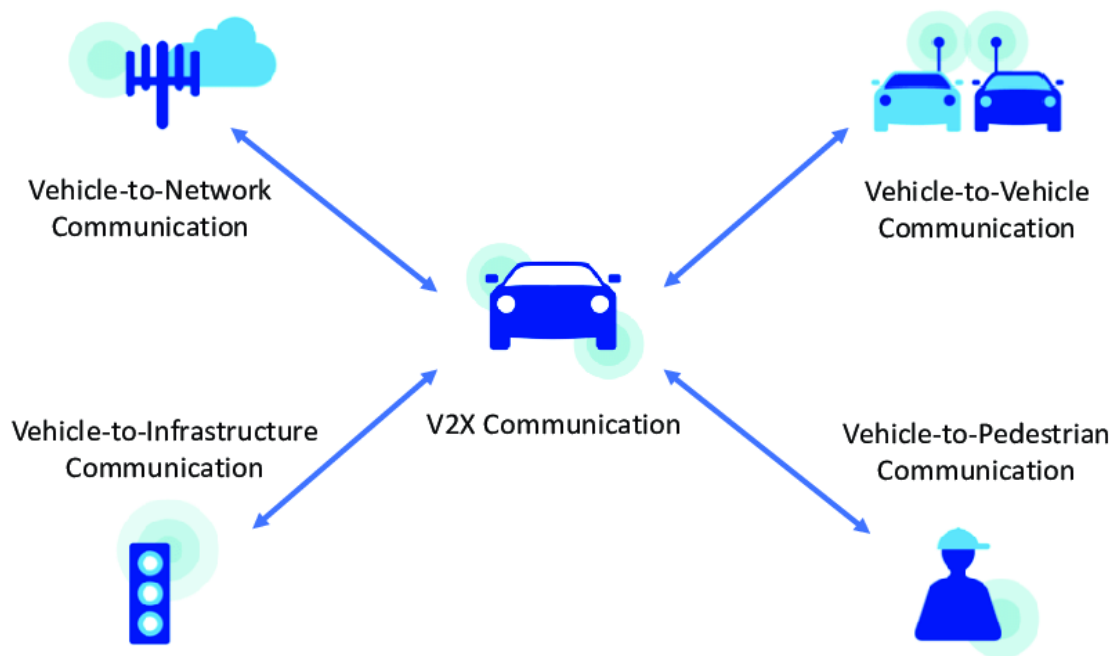 Vehicle-to-Network
Communication
Vehicle-to-Vehicle
Communication
V2X Communication
Vehicle-to-Infrastructure
Communication
Vehicle-to-Pedestrian
Communication